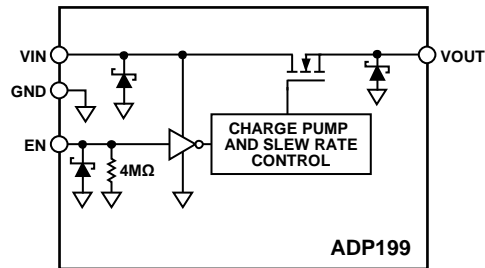 VIN
VOUT
GND
EN
4MΩ
CHARGE PUMP
AND SLEW RATE
CONTROL
ADP199